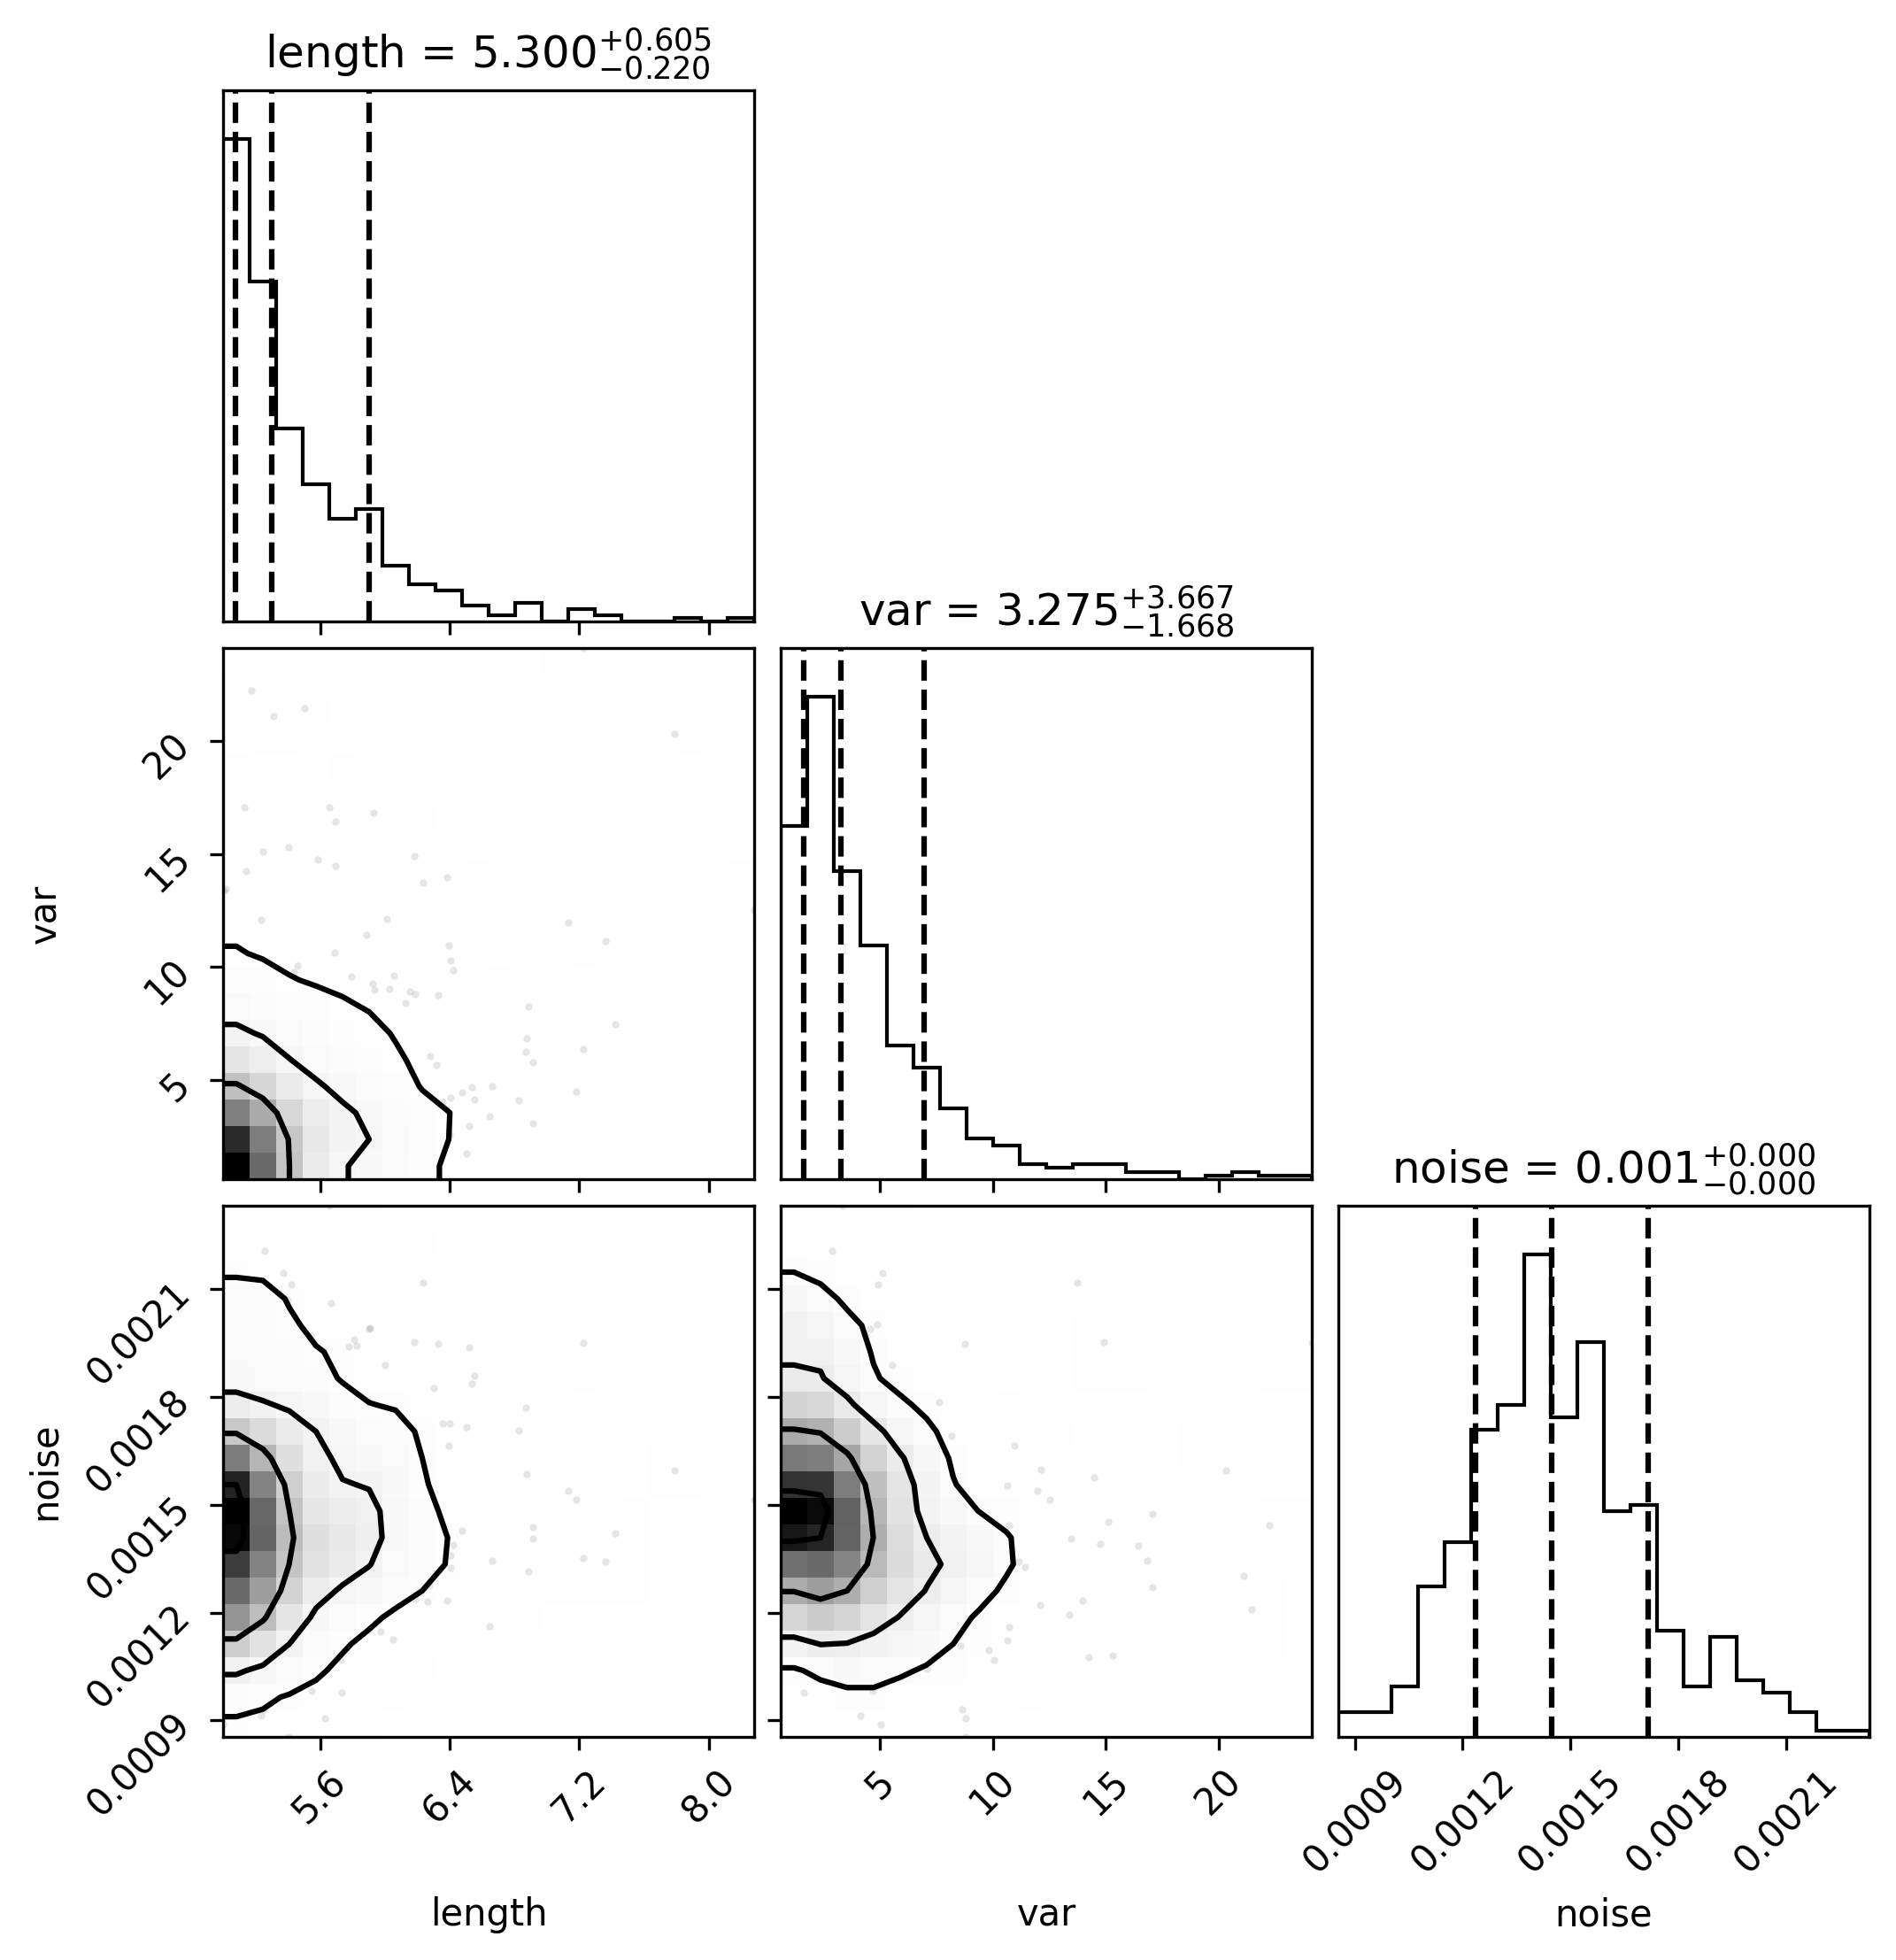 length = 5.300+0.605−0.220
var = 3.275+3.667−1.668
20
15
10
5
var
noise = 0.001+0.000−0.000
0.0021
0.0018
0.0015
0.0012
0.0009
noise
5.6 6.4 7.2 8.0
5 10 15 20
0.0009 0.0012 0.0015 0.0018 0.0021
length
var
noise